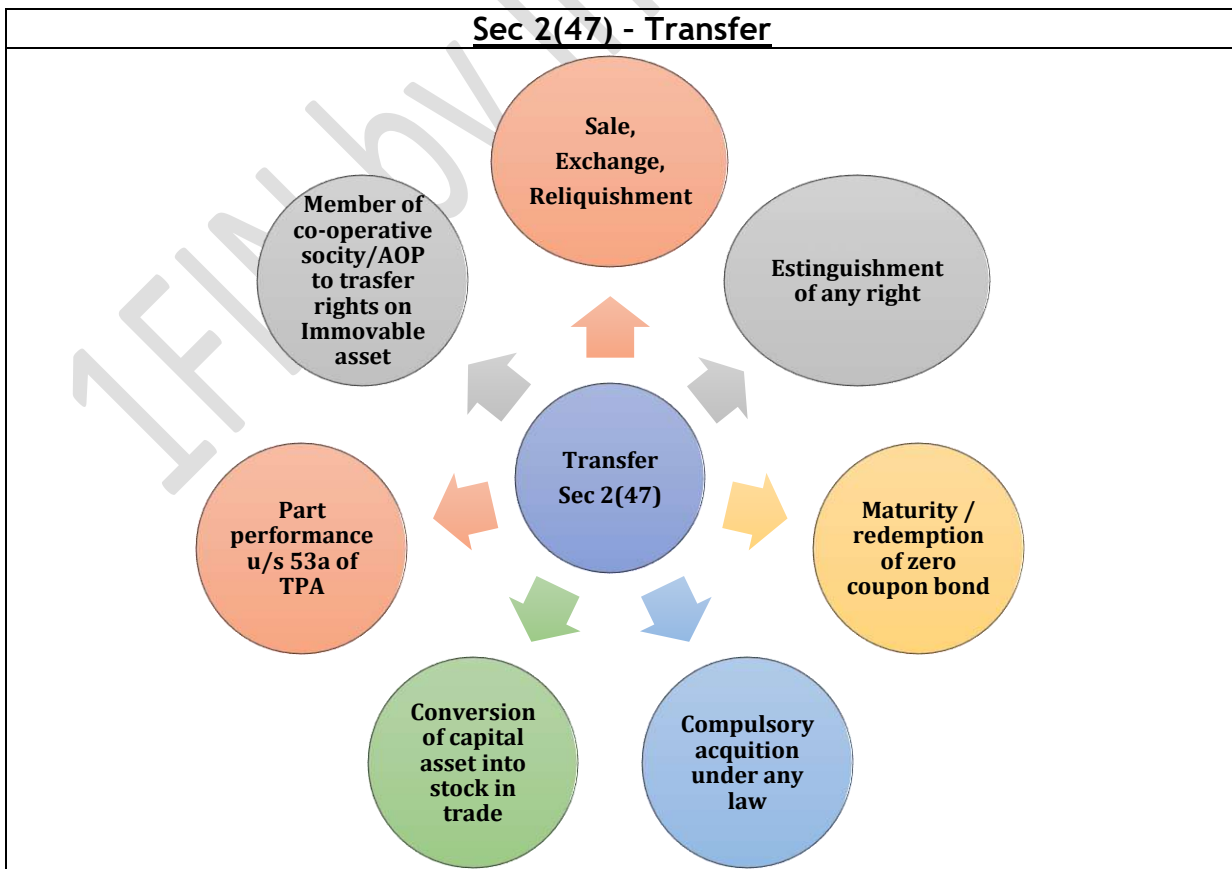 Sec 2(47) - Transfer
Sale,
Exchange,
Reliquishment
Estinguishment
of any right
Maturity /
redemption
of zero
coupon bond
Compulsory
acquition
under any
law
Conversion
of capital
asset into
stock in
trade
Part
performance
u/s 53a of
TPA
Member of
co-operative
socity/AOP
to trasfer
rights on
Immovable
asset
Transfer
Sec 2(47)
1FIN by